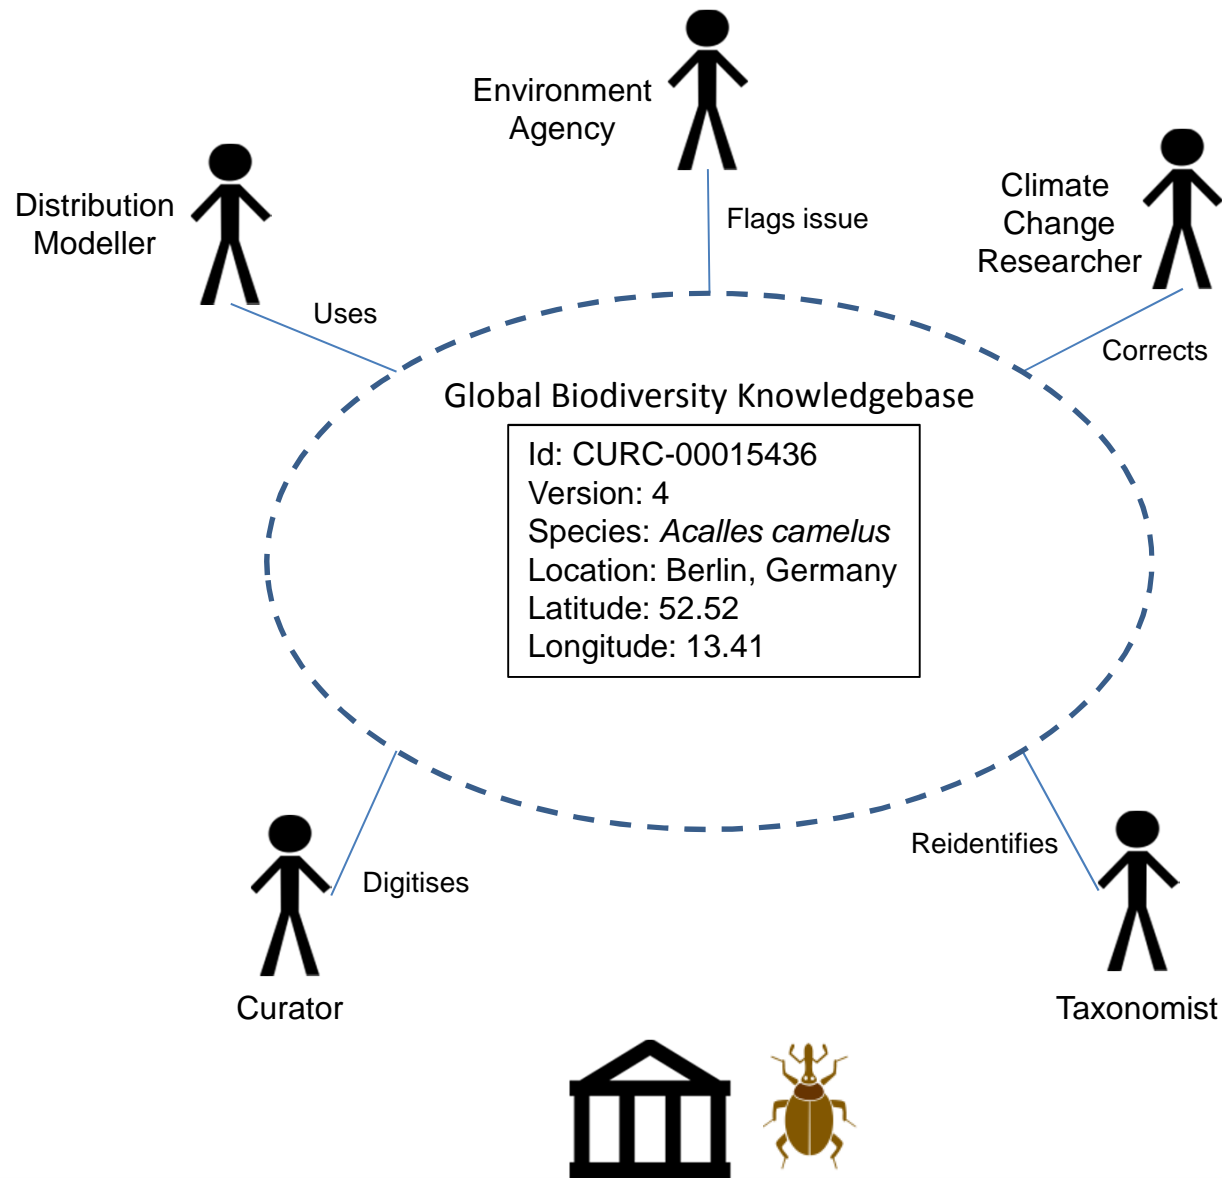 Environment
Agency
Distribution
Modeller
Climate
Change
Researcher
Flags issue
Uses
Corrects
Global Biodiversity Knowledgebase
Id: CURC-00015436
Version: 4
Species: Acalles camelus
Location: Berlin, Germany
Latitude: 52.52
Longitude: 13.41
Reidentifies
Digitises
Curator
Taxonomist